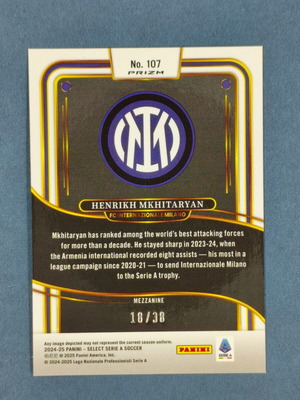 No. 107
PRIZM
HENRIKH MKHITARYAN
FC INTERNAZIONALE MILANO
Mkhitaryan has ranked among the world's best attacking forces
for more than a decade. He stayed sharp in 2023-24, when
the Armenia international recorded eight assists — his most in a
league campaign since 2020-21 — to send Internazionale Milano
to the Serie A trophy.
MEZZANINE
18/38
Any image depicted may not represent the current season uniform.
2024-25 PANINI – SELECT SERIE A SOCCER
© 2025 Panini America, Inc.
© 2024-2025 Lega Nazionale Professionisti Serie A
PANINI
SERIE A